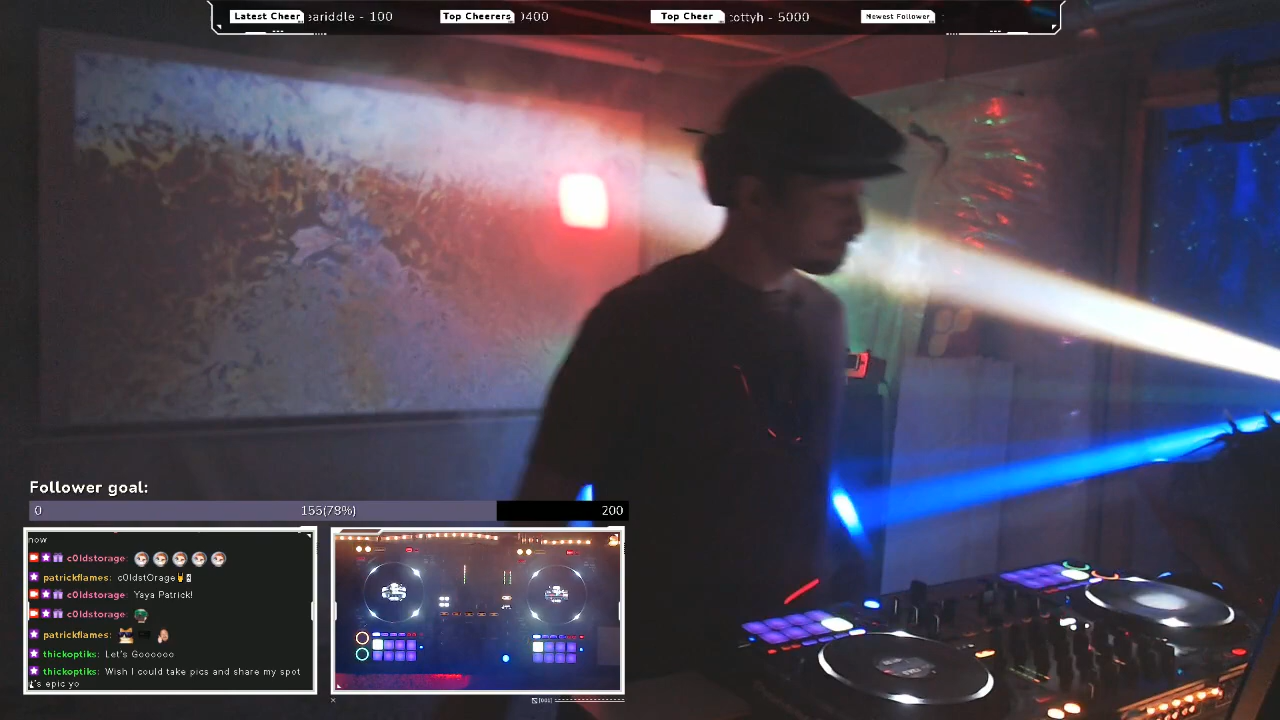 Latest Cheer eariddle - 100 Top Cheerers 0400 Top Cheer cottyh - 5000 Newest Follower
Follower goal:
0 155(78%) 200
now
c0ldstorage:
patrickflames: c0ldstOrage
c0ldstorage: Yaya Patrick!
c0ldstorage:
patrickflames:
thickoptiks: Let's Goooooo
thickoptiks: Wish I could take pics and share my spot
t's epic yo